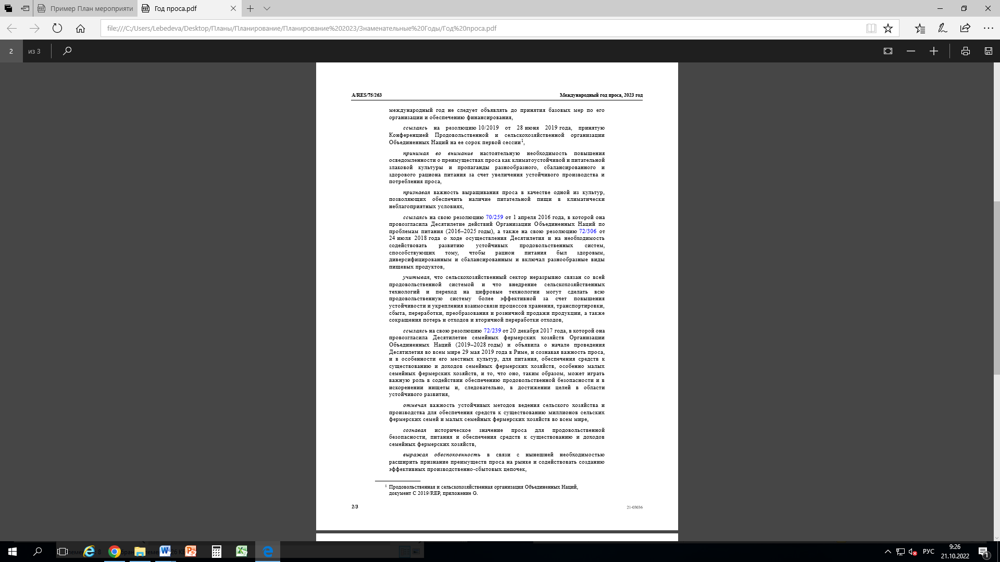 Пример План мероприяти
Год проса.pdf
file:///C:/Users/Lebedeva/Desktop/Планы/Планирование/Планирование%202023/Знаменательные%20Годы/Год%20проса.pdf
2 из 3
A/RES/75/263 Международный год проса, 2023 год
международный год не следует объявлять до принятия базовых мер по его
организации и обеспечению финансирования,
ссылаясь на резолюцию 10/2019 от 28 июня 2019 года, принятую
Конференцией Продовольственной и сельскохозяйственной организации
Объединенных Наций на ее сорок первой сессии1,
принимая во внимание настоятельную необходимость повышения
осведомленности о преимуществах проса как климатоустойчивой и питательной
злаковой культуры и пропаганды разнообразного, сбалансированного и
здорового рациона питания за счет увеличения устойчивого производства и
потребления проса,
признавая важность выращивания проса в качестве одной из культур,
позволяющих обеспечить наличие питательной пищи в климатически
неблагоприятных условиях,
ссылаясь на свою резолюцию 70/259 от 1 апреля 2016 года, в которой она
провозгласила Десятилетие действий Организации Объединенных Наций по
проблемам питания (2016–2025 годы), а также на свою резолюцию 72/306 от
24 июля 2018 года о ходе осуществления Десятилетия и на необходимость
содействовать развитию устойчивых продовольственных систем,
способствующих тому, чтобы рацион питания был здоровым,
диверсифицированным и сбалансированным и включал разнообразные виды
пищевых продуктов,
учитывая, что сельскохозяйственный сектор неразрывно связан со всей
продовольственной системой и что внедрение сельскохозяйственных
технологий и переход на цифровые технологии могут сделать всю
продовольственную систему более эффективной за счет повышения
устойчивости и укрепления взаимосвязи процессов хранения, транспортировки,
сбыта, переработки, преобразования и розничной продажи продукции, а также
сокращения потерь и отходов и вторичной переработки отходов,
ссылаясь на свою резолюцию 72/239 от 20 декабря 2017 года, в которой она
провозгласила Десятилетие семейных фермерских хозяйств Организации
Объединенных Наций (2019–2028 годы) и объявила о начале проведения
Десятилетия во всем мире 29 мая 2019 года в Риме, и сознавая важность проса,
и в особенности его местных культур, для питания, обеспечения средств к
существованию и доходов семейных фермерских хозяйств, особенно малых
семейных фермерских хозяйств, и то, что оно, таким образом, может играть
важную роль в содействии обеспечению продовольственной безопасности и в
искоренении нищеты и, следовательно, в достижении целей в области
устойчивого развития,
отмечая важность устойчивых методов ведения сельского хозяйства и
производства для обеспечения средств к существованию миллионов сельских
фермерских семей и малых семейных фермерских хозяйств во всем мире,
сознавая историческое значение проса для продовольственной
безопасности, питания и обеспечения средств к существованию и доходов
семейных фермерских хозяйств,
выражая обеспокоенность в связи с нынешней необходимостью
расширить признание преимуществ проса на рынке и содействовать созданию
эффективных производственно-сбытовых цепочек,
1 Продовольственная и сельскохозяйственная организация Объединенных Наций,
документ C 2019/REP, приложение G.
2/3 21-03036
РУС
9:26
21.10.2022
1